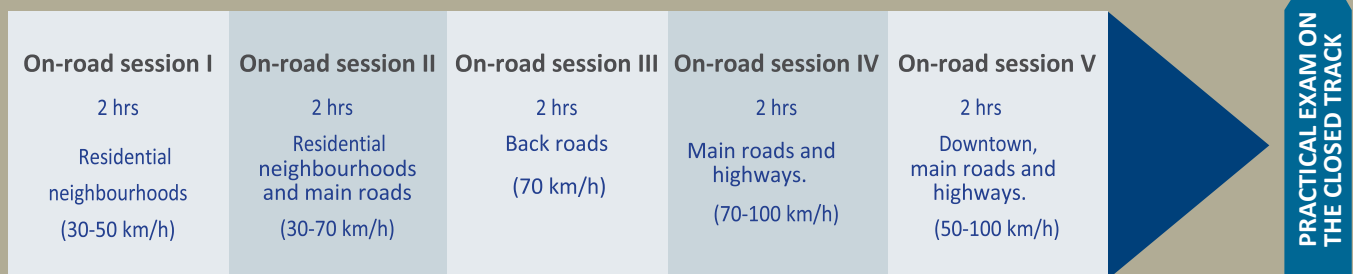 On-road session I
2 hrs
Residential
neighbourhoods
(30-50 km/h)
On-road session II
2 hrs
Residential
neighbourhoods
and main roads
(30-70 km/h)
On-road session III
2 hrs
Back roads
(70 km/h)
On-road session IV
2 hrs
Main roads and
highways.
(70-100 km/h)
On-road session V
2 hrs
Downtown,
main roads and
highways.
(50-100 km/h)
PRACTICAL EXAM ON
THE CLOSED TRACK